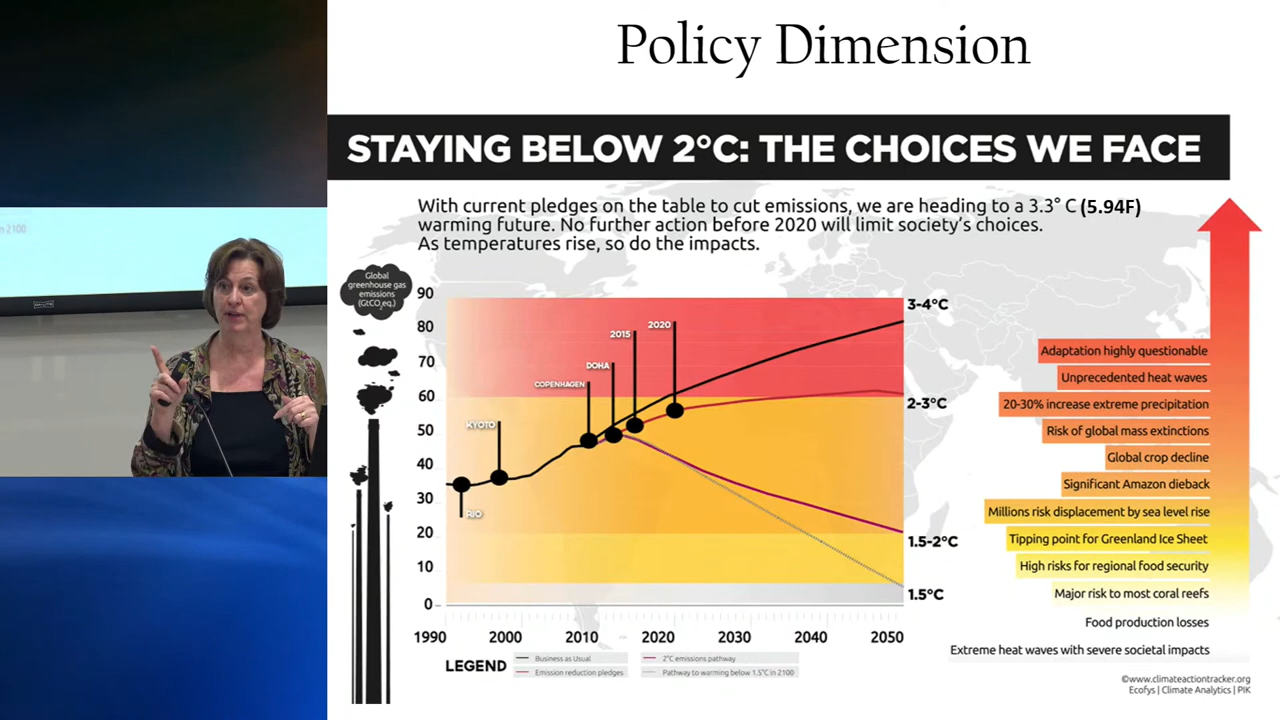 Policy Dimension
STAYING BELOW 2°C: THE CHOICES WE FACE
With current pledges on the table to cut emissions, we are heading to a 3.3° C (5.94F)
warming future. No further action before 2020 will limit society's choices.
As temperatures rise, so do the impacts.
in 2100
Global
greenhouse gas
emissions
(GtCO₂eq.)
90
80
70
60
50
40
30
20
10
0
RIO
KYOTO
COPENHAGEN
DOHA
2015
2020
3-4°C
2-3°C
1.5-2°C
1.5°C
1990
2000
2010
2020
2030
2040
2050
LEGEND
Business as Usual
2°C emissions pathway
Emission reduction pledges
Pathway to warming below 1.5°C in 2100
Adaptation highly questionable
Unprecedented heat waves
20-30% increase extreme precipitation
Risk of global mass extinctions
Global crop decline
Significant Amazon dieback
Millions risk displacement by sea level rise
Tipping point for Greenland Ice Sheet
High risks for regional food security
Major risk to most coral reefs
Food production losses
Extreme heat waves with severe societal impacts
©www.climateactiontracker.org
Ecofys | Climate Analytics | PIK